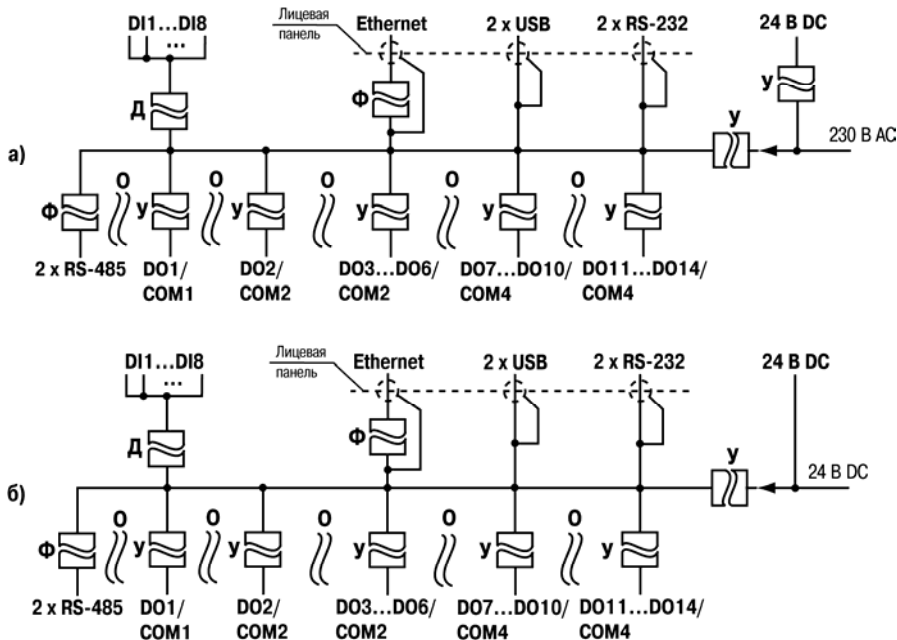 DI1...DI8
...
Лицевая
панель
Ethernet
2 x USB
2 x RS-232
24 В DC
Д
Ф
У
У
230 В AC
а)
Ф
О
У
О
У
О
У
О
У
О
У
2 x RS-485
DO1/
COM1
DO2/
COM2
DO3...DO6/
COM2
DO7...DO10/
COM4
DO11...DO14/
COM4
DI1...DI8
...
Лицевая
панель
Ethernet
2 x USB
2 x RS-232
24 В DC
Д
Ф
У
24 В DC
б)
Ф
О
У
О
У
О
У
О
У
О
У
2 x RS-485
DO1/
COM1
DO2/
COM2
DO3...DO6/
COM2
DO7...DO10/
COM4
DO11...DO14/
COM4